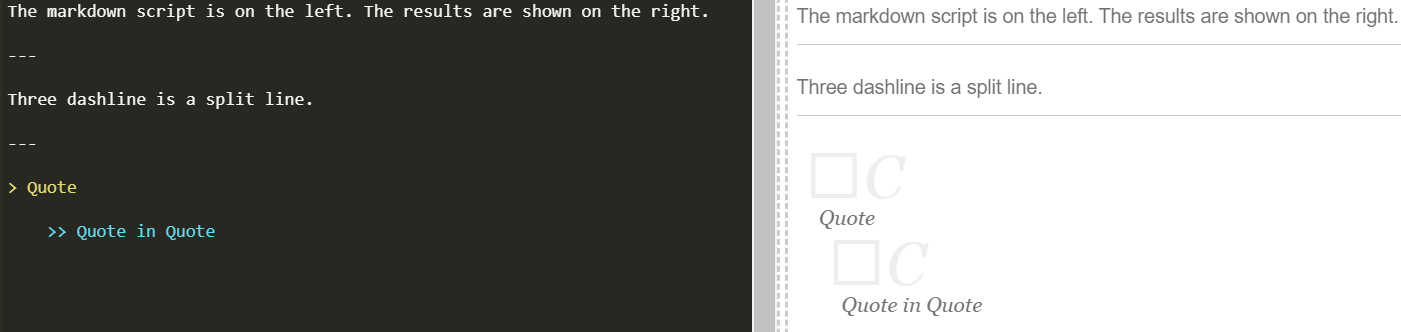 The markdown script is on the left. The results are shown on the right.
---
Three dashline is a split line.
---
> Quote
>> Quote in Quote
The markdown script is on the left. The results are shown on the right.
Three dashline is a split line.
□C
Quote
□C
Quote in Quote